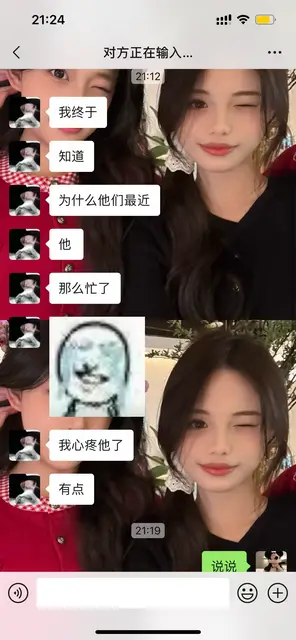 21:24
对方正在输入...
21:12
我终于
知道
为什么他们最近
他
那么忙了
我心疼他了
有点
21:19
说说